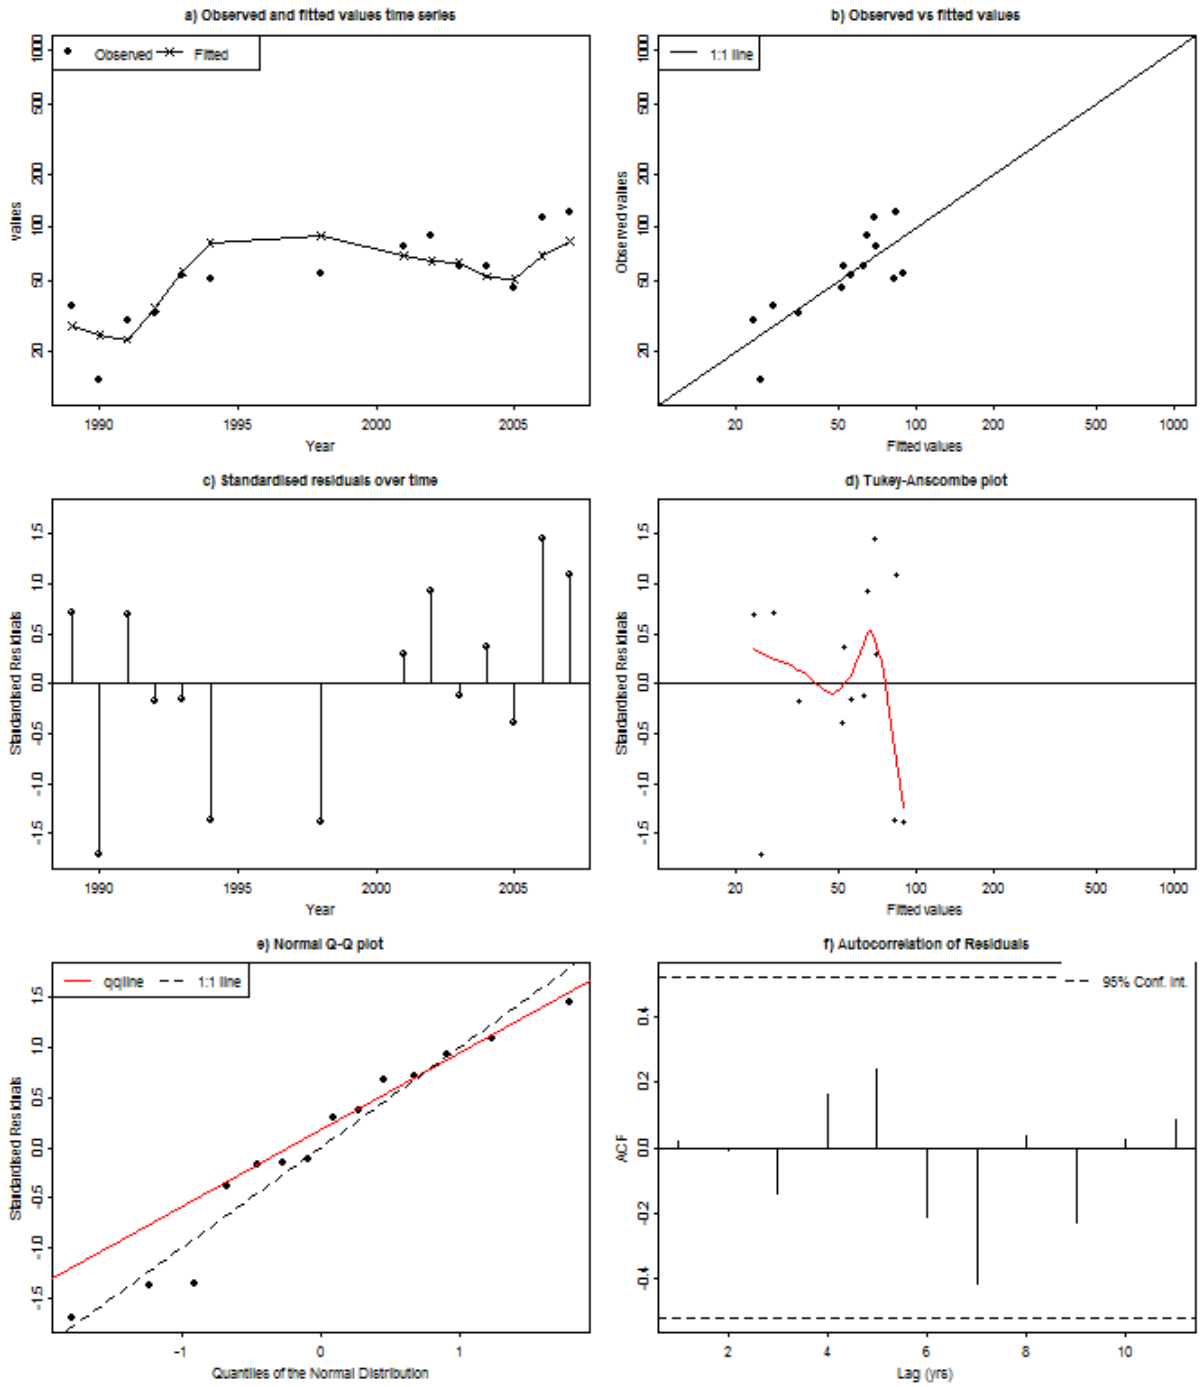 a) Observed and fitted values time series
Observed Fitted
values
1000
500
200
100
50
20
1990 1995 2000 2005
Year
b) Observed vs fitted values
1:1 line
Observed values
1000
500
200
100
50
20
20 50 100 200 500 1000
Fitted values
c) Standardised residuals over time
Standardised Residuals
1.5
1.0
0.5
0.0
-0.5
-1.0
-1.5
1990 1995 2000 2005
Year
d) Tukey-Anscombe plot
Standardised Residuals
1.5
1.0
0.5
0.0
-0.5
-1.0
-1.5
20 50 100 200 500 1000
Fitted values
e) Normal Q-Q plot
qqline 1:1 line
Standardised Residuals
1.5
1.0
0.5
0.0
-0.5
-1.0
-1.5
-1 0 1
Quantiles of the Normal Distribution
f) Autocorrelation of Residuals
95% Conf. Int.
ACF
0.4
0.2
0.0
-0.2
-0.4
2 4 6 8 10
Lag (yrs)